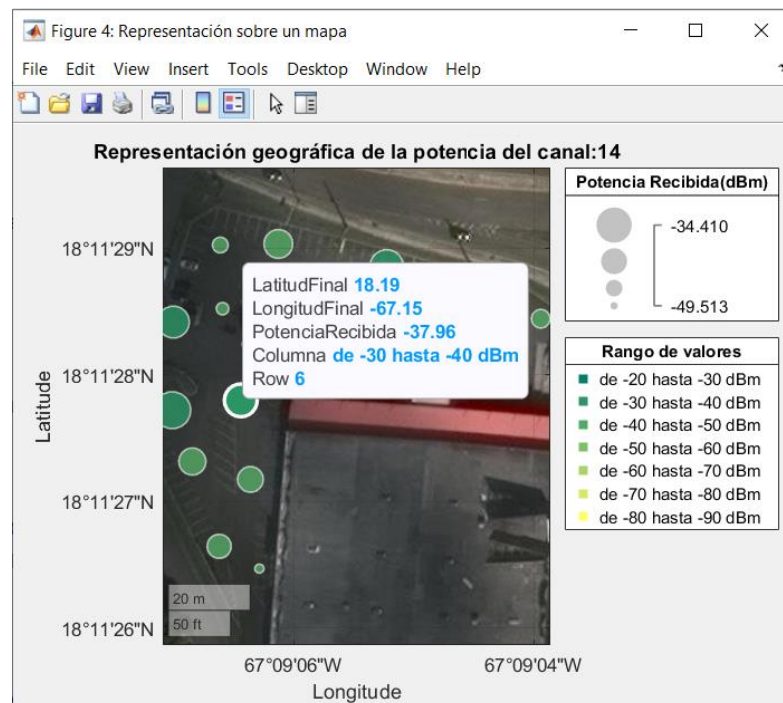 Figure 4: Representación sobre un mapa
File Edit View Insert Tools Desktop Window Help
Representación geográfica de la potencia del canal:14
18°11'29"N
18°11'28"N
18°11'27"N
18°11'26"N
Latitude
LatitudFinal 18.19
LongitudFinal -67.15
PotenciaRecibida -37.96
Columna de -30 hasta -40 dBm
Row 6
20 m
50 ft
67°09'06"W 67°09'04"W
Longitude
Potencia Recibida(dBm)
-34.410
-49.513
Rango de valores
de -20 hasta -30 dBm
de -30 hasta -40 dBm
de -40 hasta -50 dBm
de -50 hasta -60 dBm
de -60 hasta -70 dBm
de -70 hasta -80 dBm
de -80 hasta -90 dBm